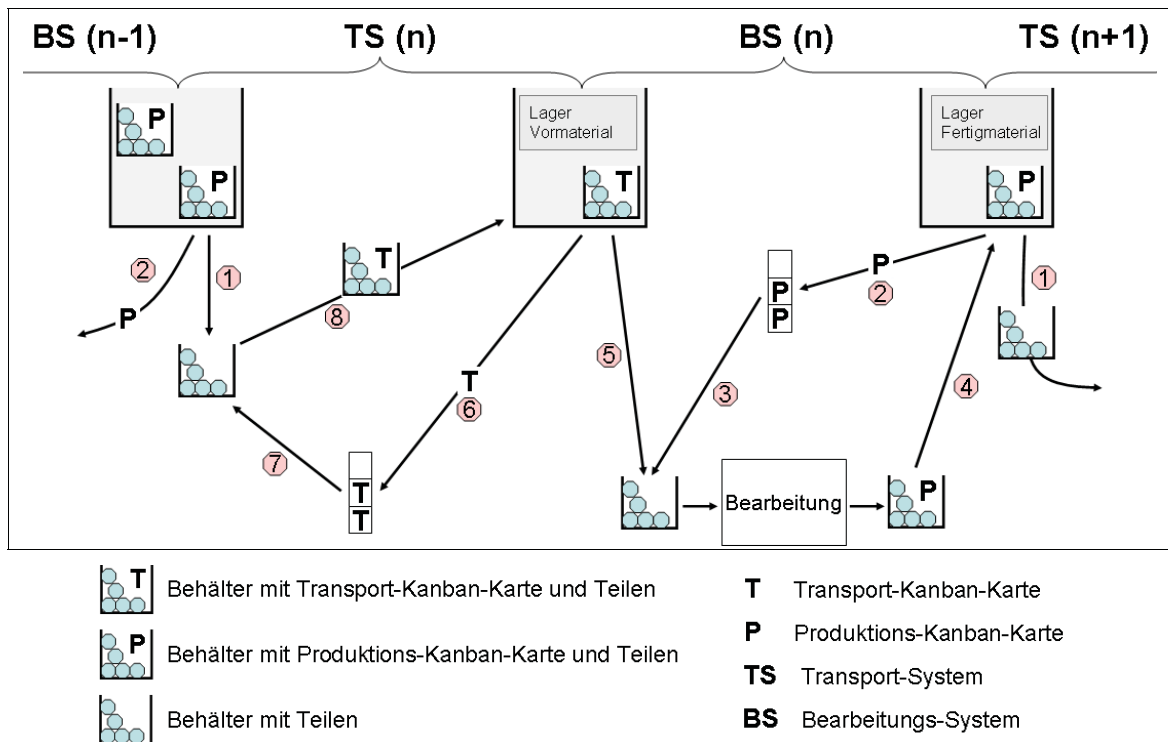 BS (n-1) TS (n) BS (n) TS (n+1)
P
P
Lager
Vormaterial
T
Lager
Fertigmaterial
P
2
1
P
T
8
T
6
7
T
T
5
P
2
P
P
3
1
4
Bearbeitung
P
T Behälter mit Transport-Kanban-Karte und Teilen
P Behälter mit Produktions-Kanban-Karte und Teilen
Behälter mit Teilen
T Transport-Kanban-Karte
P Produktions-Kanban-Karte
TS Transport-System
BS Bearbeitungs-System